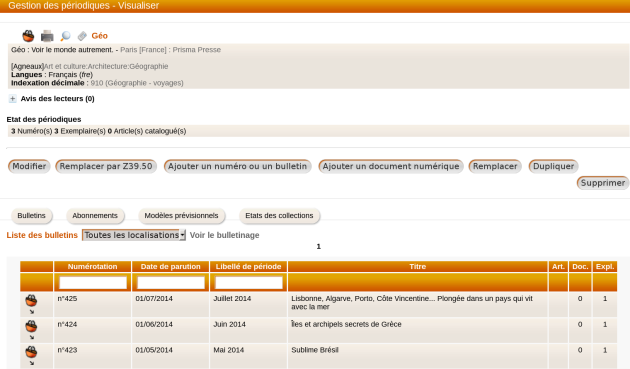 Gestion des périodiques - Visualiser
Géo
Géo : Voir le monde autrement. - Paris [France] : Prisma Presse
[Agneaux]Art et culture:Architecture:Géographie
Langues : Français (fre)
Indexation décimale : 910 (Géographie - voyages)
Avis des lecteurs (0)
Etat des périodiques
3 Numéro(s) 3 Exemplaire(s) 0 Article(s) catalogué(s)
Modifier Remplacer par Z39.50 Ajouter un numéro ou un bulletin Ajouter un document numérique Remplacer Dupliquer
Supprimer
Bulletins Abonnements Modèles prévisionnels Etats des collections
Liste des bulletins Toutes les localisations Voir le bulletinage
1
Numérotation Date de parution Libellé de période Titre Art. Doc. Expl.
n°425 01/07/2014 Juillet 2014 Lisbonne, Algarve, Porto, Côte Vincentine... Plongée dans un pays qui vit 0 1
avec la mer
n°424 01/06/2014 Juin 2014 Îles et archipels secrets de Grèce 0 1
n°423 01/05/2014 Mai 2014 Sublime Brésil 0 1